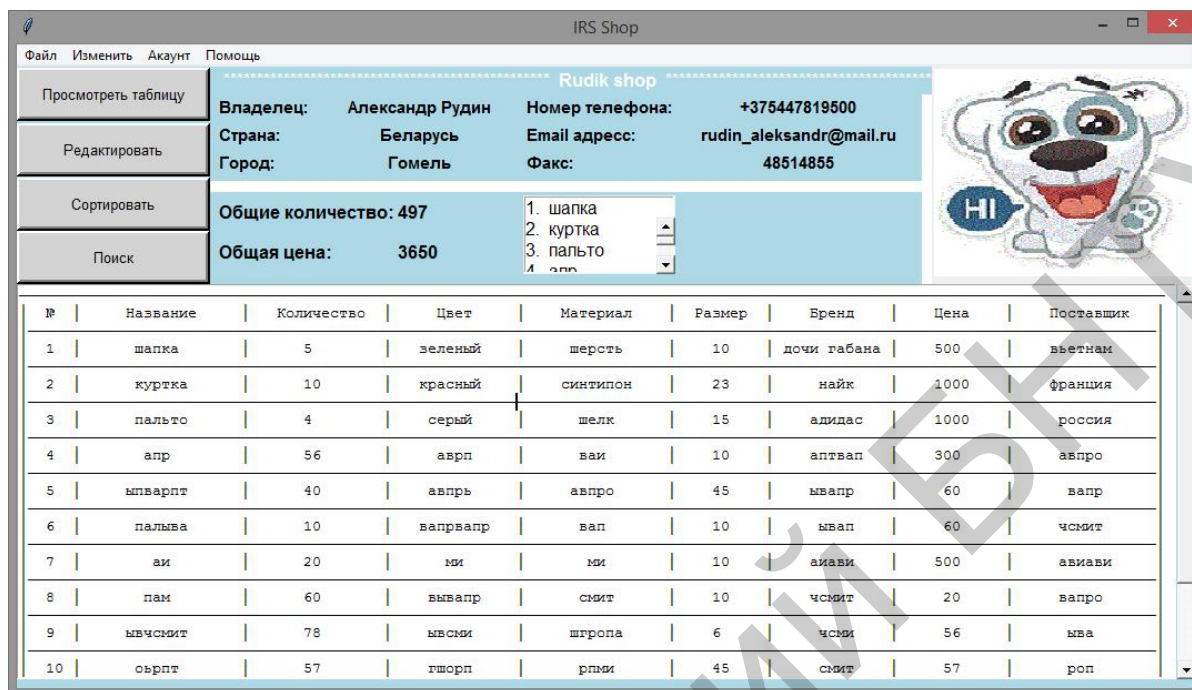 IRS Shop
Файл Изменить Акаунт Помощь
Просмотреть таблицу
Редактировать
Сортировать
Поиск
************************************************ Rudik shop ************************************************
Владелец: Александр Рудин Номер телефона: +375447819500
Страна: Беларусь Email адресс: rudin_aleksandr@mail.ru
Город: Гомель Факс: 48514855
Общие количество: 497
Общая цена: 3650
1. шапка
2. куртка
3. пальто
4. апр
HI
№ | Название | Количество | Цвет | Материал | Размер | Бренд | Цена | Поставщик
1 | шапка | 5 | зеленый | шерсть | 10 | дочи габана | 500 | вьетнам
2 | куртка | 10 | красный | синтипон | 23 | найк | 1000 | франция
3 | пальто | 4 | серый | шелк | 15 | адидас | 1000 | россия
4 | апр | 56 | аврп | ваи | 10 | аптвап | 300 | авпро
5 | ыпварпт | 40 | авпрь | авпро | 45 | ывапр | 60 | вапр
6 | палыва | 10 | вапрвапр | вап | 10 | ывап | 60 | чсмит
7 | аи | 20 | ми | ми | 10 | аиави | 500 | авиави
8 | пам | 60 | вывапр | смит | 10 | чсмит | 20 | вапро
9 | ывчсмит | 78 | ывсми | шгропа | 6 | чсми | 56 | ыва
10 | оьрпт | 57 | гшорп | рпми | 45 | смит | 57 | роп